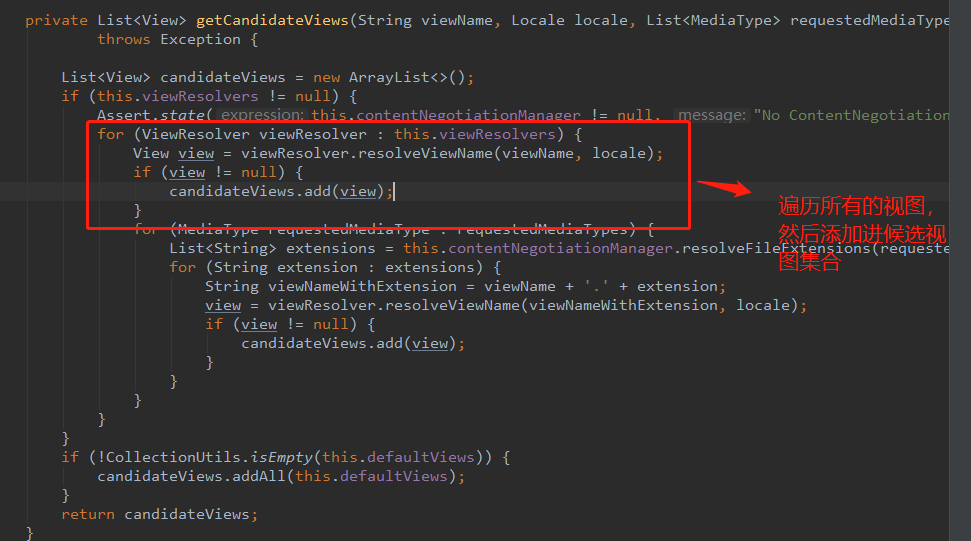 private List<View> getCandidateViews(String viewName, Locale locale, List<MediaType> requestedMediaType
throws Exception {
List<View> candidateViews = new ArrayList<>();
if (this.viewResolvers != null) {
Assert.state( expression: this.contentNegotiationManager != null, message: "No ContentNegotiation
for (ViewResolver viewResolver : this.viewResolvers) {
View view = viewResolver.resolveViewName(viewName, locale);
if (view != null) {
candidateViews.add(view);
}
for (MediaType requestedMediaType : requestedMediaTypes) {
List<String> extensions = this.contentNegotiationManager.resolveFileExtensions(requeste
for (String extension : extensions) {
String viewNameWithExtension = viewName + '.' + extension;
view = viewResolver.resolveViewName(viewNameWithExtension, locale);
if (view != null) {
candidateViews.add(view);
}
}
}
}
}
if (!CollectionUtils.isEmpty(this.defaultViews)) {
candidateViews.addAll(this.defaultViews);
}
return candidateViews;
}
遍历所有的视图,
然后添加进候选视
图集合